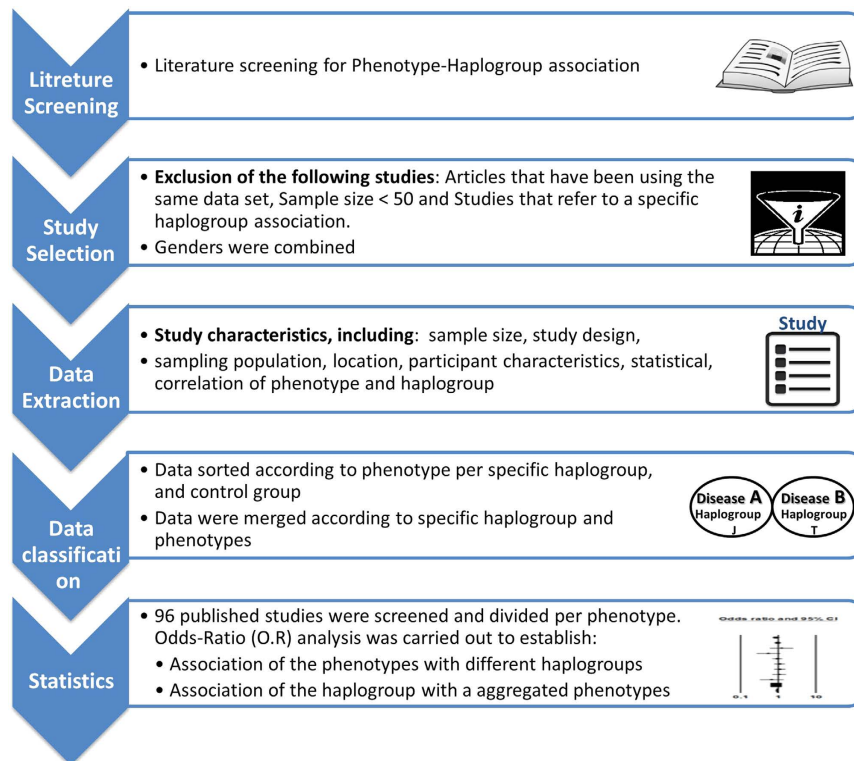 Litreture
Screening
• Literature screening for Phenotype-Haplogroup association
Study
Selection
• Exclusion of the following studies: Articles that have been using the
same data set, Sample size < 50 and Studies that refer to a specific
haplogroup association.
• Genders were combined
i
Data
Extraction
• Study characteristics, including: sample size, study design,
• sampling population, location, participant characteristics, statistical,
correlation of phenotype and haplogroup
Study
Data
classificati
on
• Data sorted according to phenotype per specific haplogroup,
and control group
• Data were merged according to specific haplogroup and
phenotypes
Disease A
Haplogroup
J
Disease B
Haplogroup
T
Statistics
• 96 published studies were screened and divided per phenotype.
Odds-Ratio (O.R) analysis was carried out to establish:
• Association of the phenotypes with different haplogroups
• Association of the haplogroup with a aggregated phenotypes
Odds ratio and 95% CI
0.1 1 10